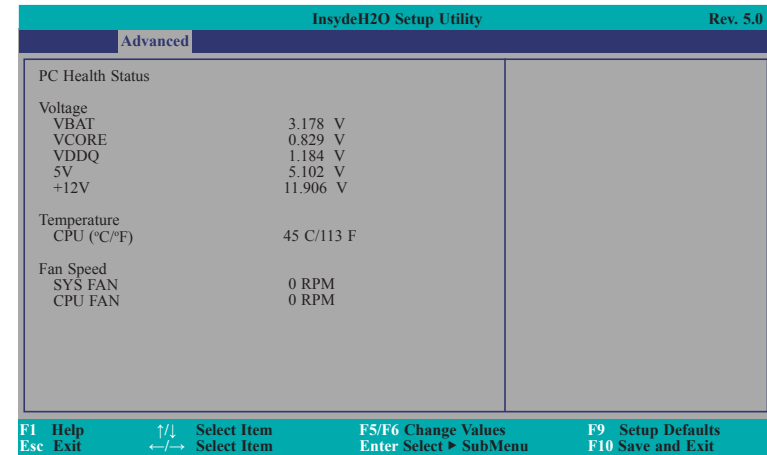 InsydeH2O Setup Utility Rev. 5.0
Advanced
PC Health Status
Voltage
VBAT 3.178 V
VCORE 0.829 V
VDDQ 1.184 V
5V 5.102 V
+12V 11.906 V
Temperature
CPU (°C/°F) 45 C/113 F
Fan Speed
SYS FAN 0 RPM
CPU FAN 0 RPM
F1 Help ↑/↓ Select Item F5/F6 Change Values F9 Setup Defaults
Esc Exit ←/→ Select Item Enter Select ▶ SubMenu F10 Save and Exit